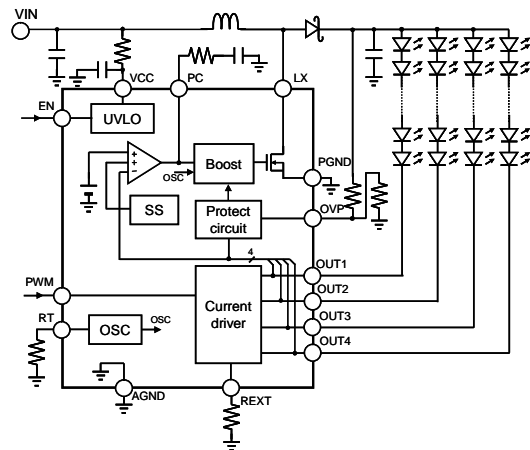 VIN
VCC
PC
LX
EN
UVLO
PGND
+
+
−
OSC
Boost
SS
Protect
circuit
OVP
4
OUT1
PWM
Current
driver
OUT2
RT
OSC
OSC
OUT3
OUT4
AGND
REXT